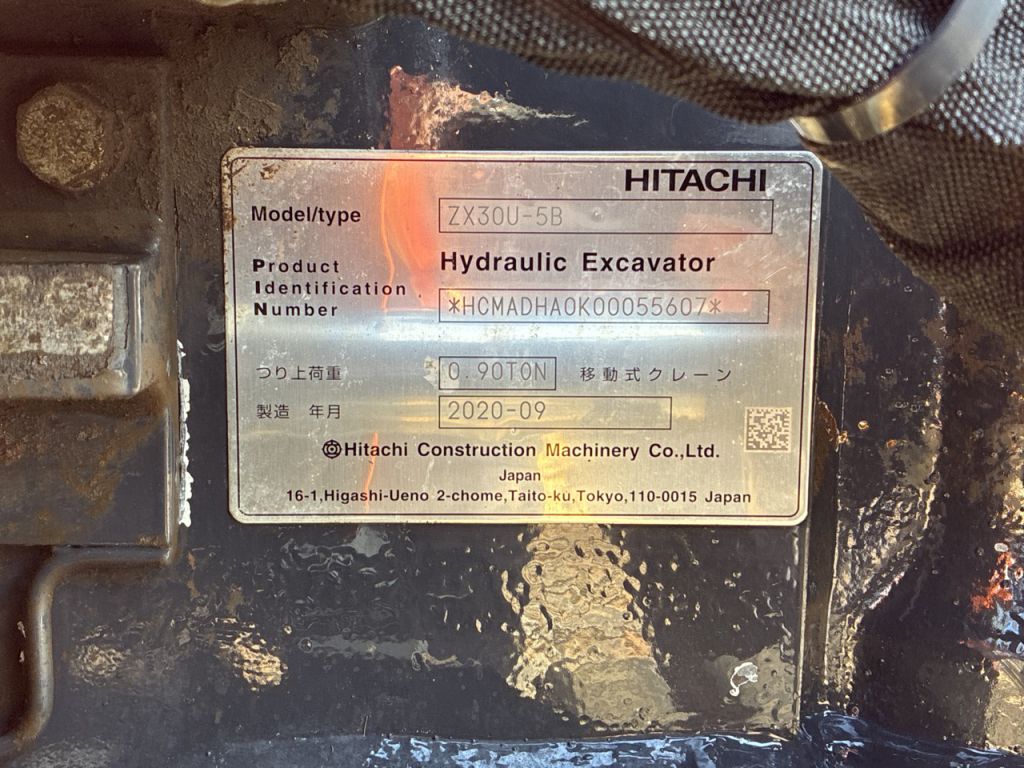 HITACHI
Model/type ZX30U-5B
Hydraulic Excavator
Product
Identification
Number *HCMADHA0K00055607*
つり上荷重 0.90TON 移動式クレーン
製造 年月 2020-09
Hitachi Construction Machinery Co.,Ltd.
Japan
16-1,Higashi-Ueno 2-chome,Taito-ku,Tokyo,110-0015 Japan